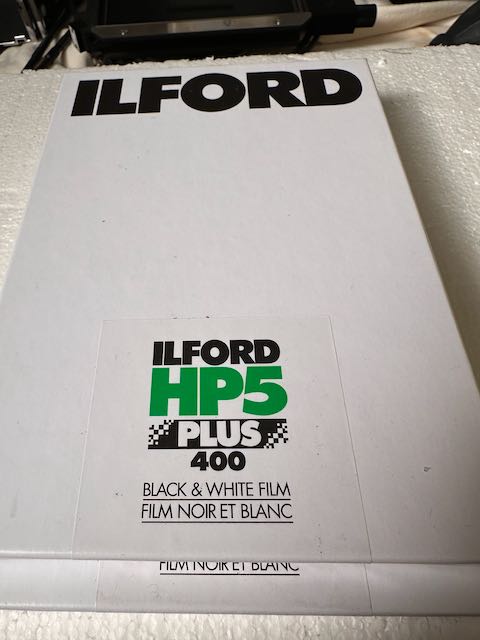 ILFORD
ILFORD
HP5
PLUS
400
BLACK & WHITE FILM
FILM NOIR ET BLANC
FILM NOIR ET BLANC